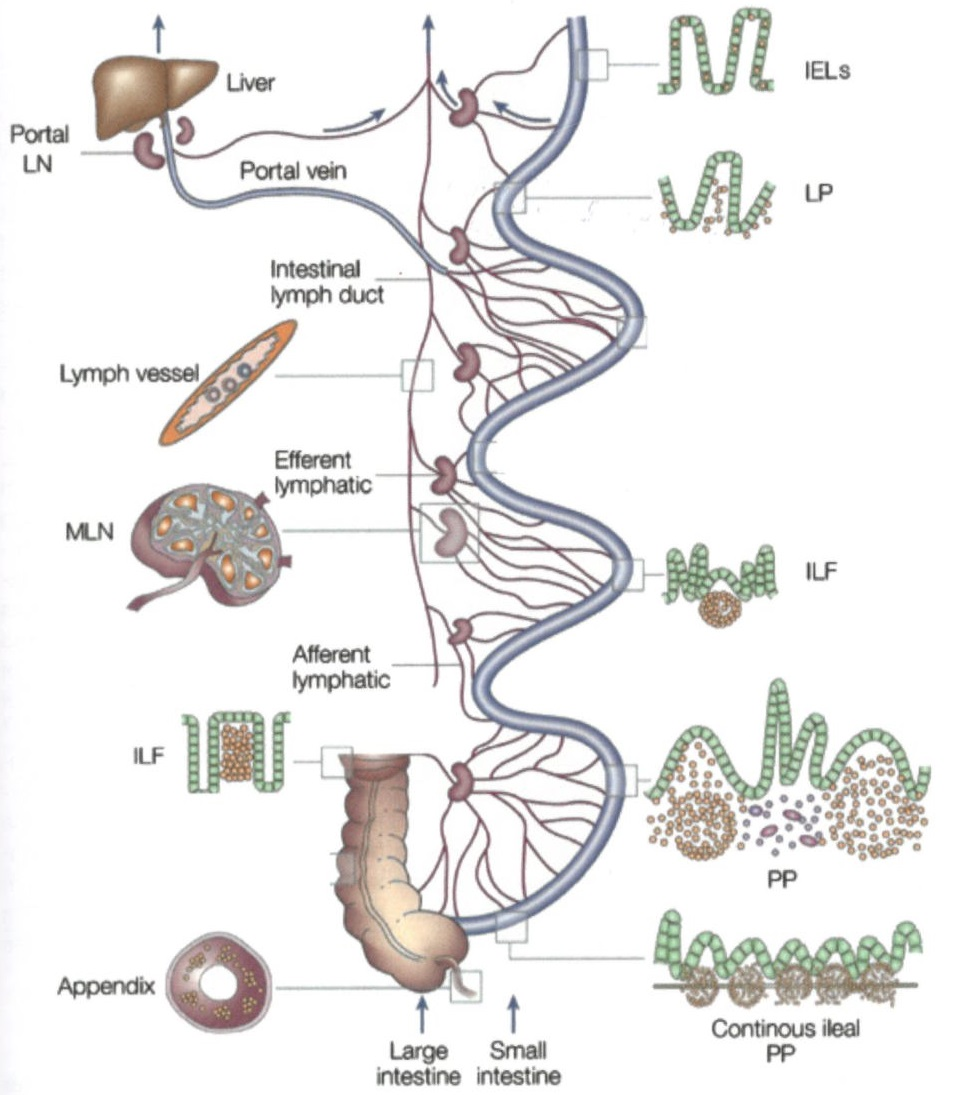 IELs
Liver
Portal
LN
LP
Portal vein
Intestinal
lymph duct
Lymph vessel
Efferent
lymphatic
MLN
ILF
Afferent
lymphatic
ILF
PP
Appendix
Continous ileal
PP
Large
intestine
Small
intestine